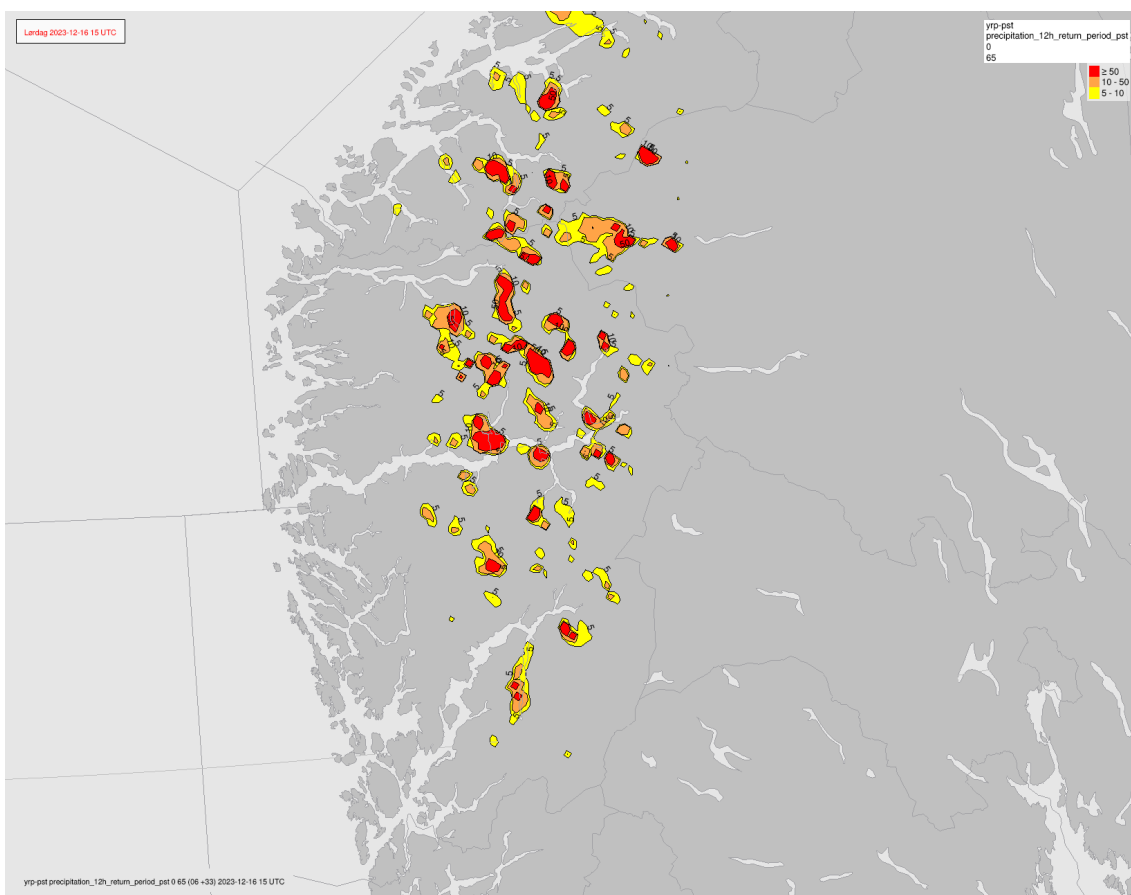 Lørdag 2023-12-16 15 UTC
yrp-pst
precipitation_12h_return_period_pst
0
65
≥ 50
10 - 50
5 - 10
yrp-pst precipitation_12h_return_period_pst 0 65 (06 +33) 2023-12-16 15 UTC